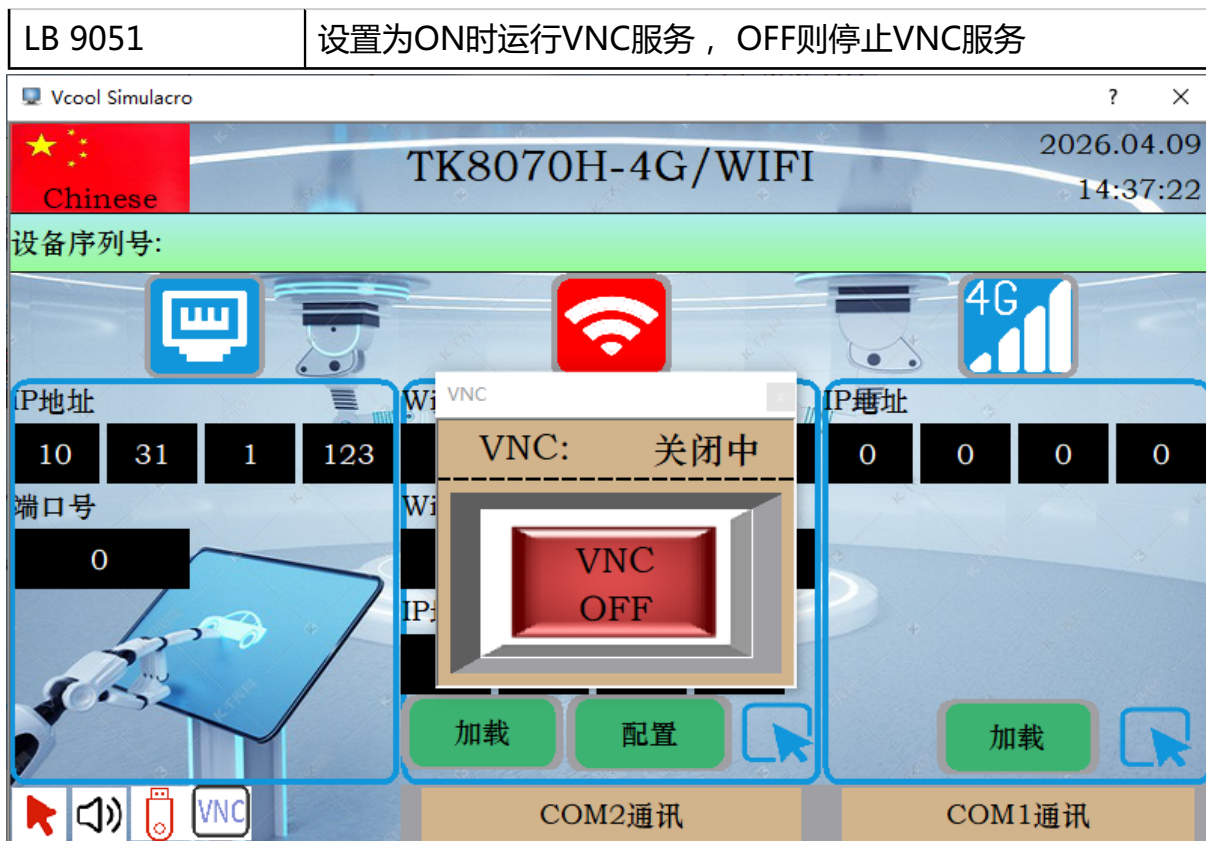 LB 9051 设置为ON时运行VNC服务， OFF则停止VNC服务
Vcool Simulacro ? ×
Chinese
TK8070H-4G/WIFI
2026.04.09
14:37:22
设备序列号:
4G
IP地址
10 31 1 123
端口号
0
Wi
Wi
VNC x
VNC: 关闭中
VNC
OFF
加载 配置
IP地址
0 0 0 0
加载
VNC
COM2通讯 COM1通讯